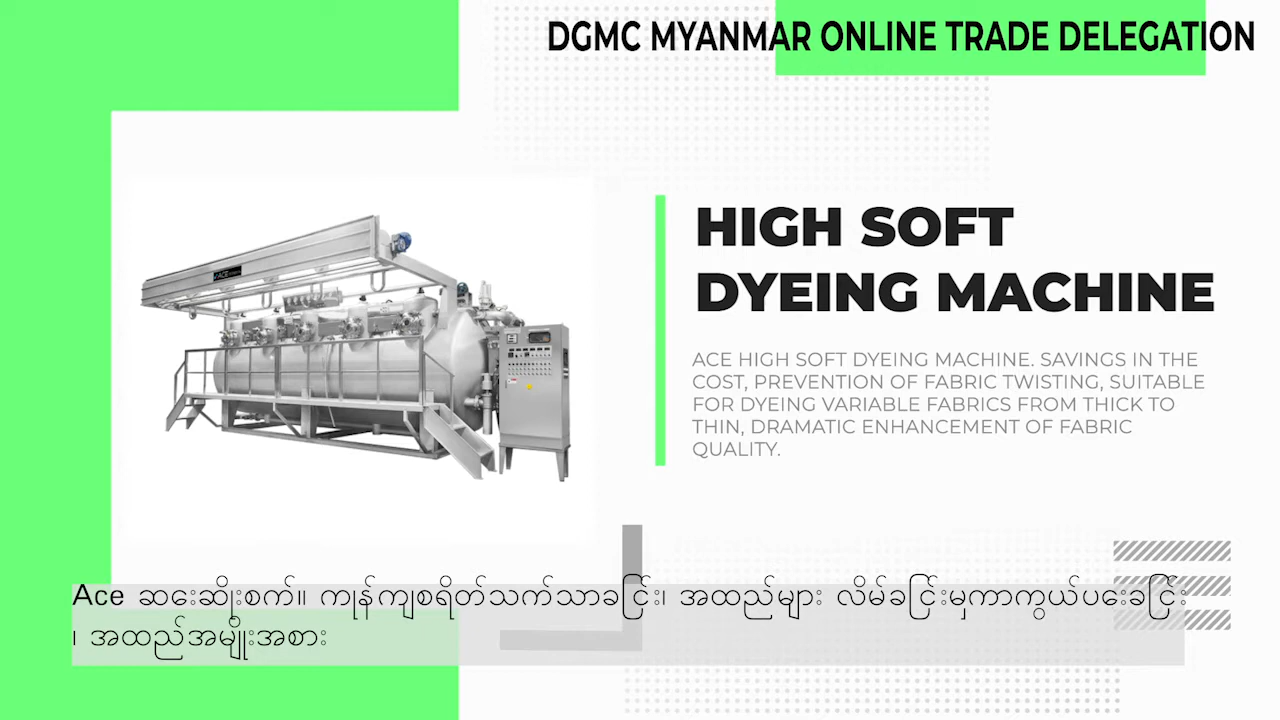 DGMC MYANMAR ONLINE TRADE DELEGATION
HIGH SOFT
DYEING MACHINE
ACE HIGH SOFT DYEING MACHINE. SAVINGS IN THE
COST, PREVENTION OF FABRIC TWISTING, SUITABLE
FOR DYEING VARIABLE FABRICS FROM THICK TO
THIN, DRAMATIC ENHANCEMENT OF FABRIC
QUALITY.
ACE
Ace ဆေးဆိုးစက်။ ကုန်ကျစရိတ်သက်သာခြင်း၊ အထည်များ လိမ်ခြင်းမှကာကွယ်ပေးခြင်း
၊ အထည်အမျိုးအစား